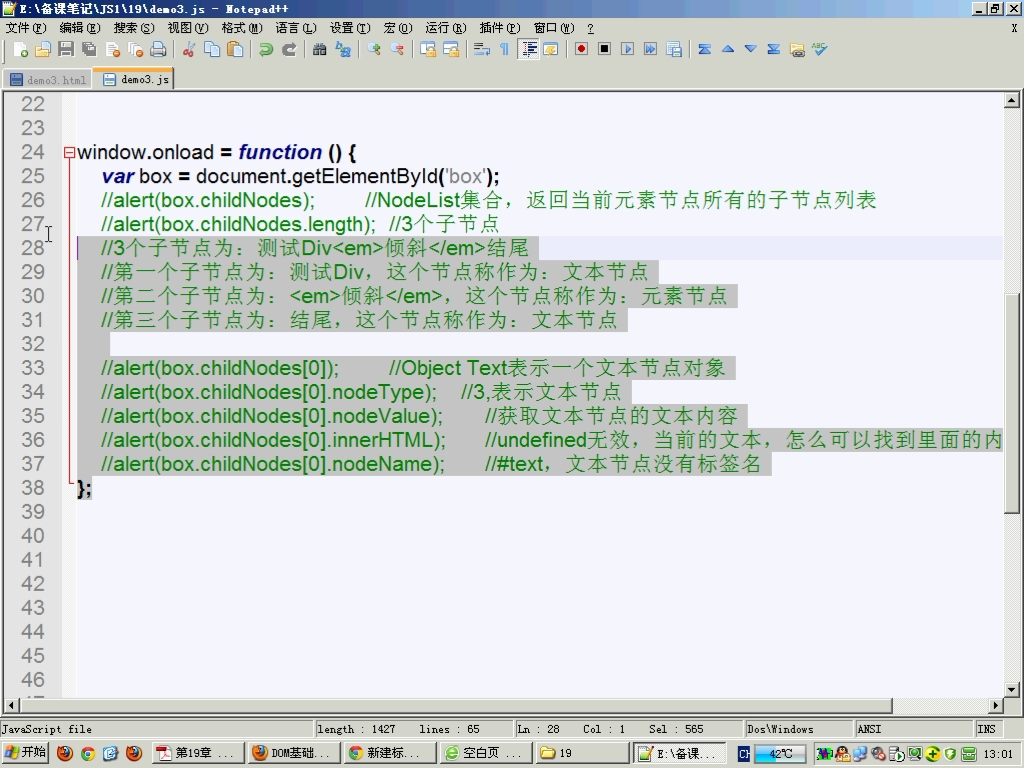 E:\备课笔记\JS1\19\demo3.js - Notepad++
文件(F) 编辑(E) 搜索(S) 视图(V) 格式(M) 语言(L) 设置(T) 宏(O) 运行(R) 插件(P) 窗口(W) ? X
demo3.html demo3.js
22
23
24 window.onload = function () {
25 var box = document.getElementById('box');
26 //alert(box.childNodes); //NodeList集合，返回当前元素节点所有的子节点列表
27 //alert(box.childNodes.length); //3个子节点
28 //3个子节点为：测试Div<em>倾斜</em>结尾
29 //第一个子节点为：测试Div，这个节点称作为：文本节点
30 //第二个子节点为：<em>倾斜</em>，这个节点称作为：元素节点
31 //第三个子节点为：结尾，这个节点称作为：文本节点
32
33 //alert(box.childNodes[0]); //Object Text表示一个文本节点对象
34 //alert(box.childNodes[0].nodeType); //3,表示文本节点
35 //alert(box.childNodes[0].nodeValue); //获取文本节点的文本内容
36 //alert(box.childNodes[0].innerHTML); //undefined无效，当前的文本，怎么可以找到里面的内
37 //alert(box.childNodes[0].nodeName); //#text，文本节点没有标签名
38 };
39
40
41
42
43
44
45
46
JavaScript file length : 1427 lines : 65 Ln : 28 Col : 1 Sel : 565 Dos\Windows ANSI INS
开始 第19章 ... DOM基础... 新建标... 空白页 ... 19 E:\备课... CH 42℃ 13:01